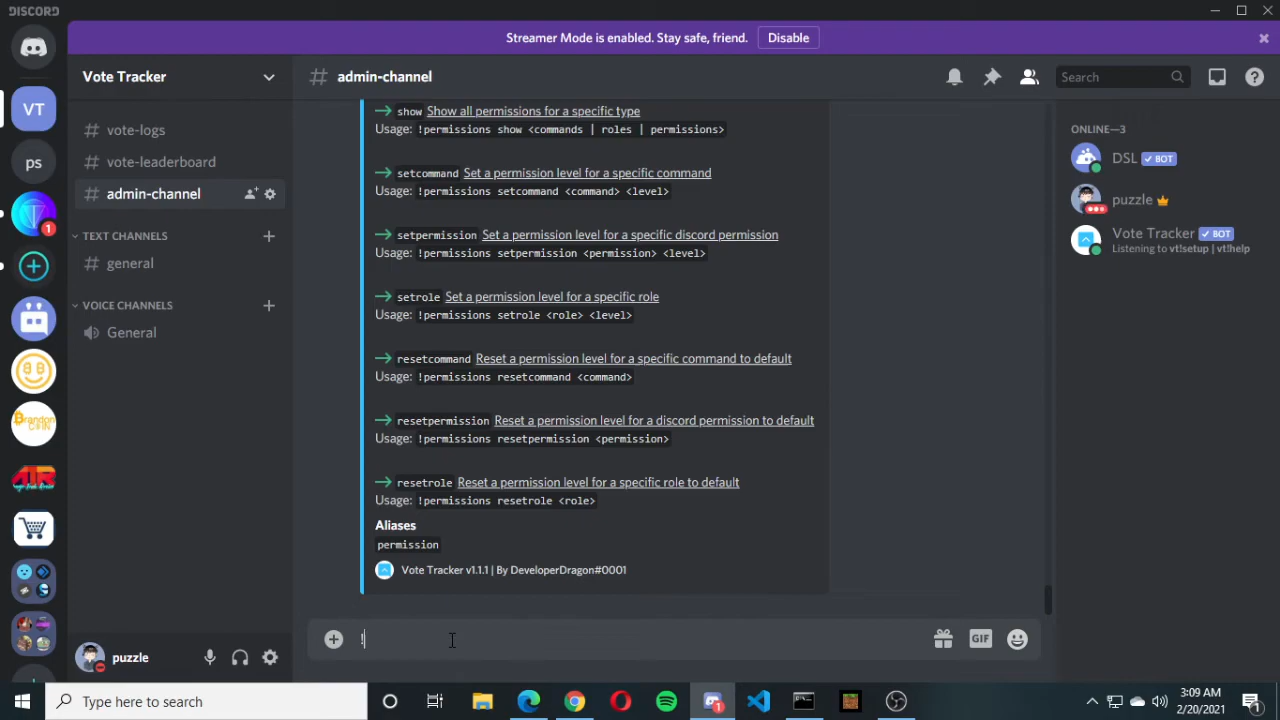 DISCORD
Streamer Mode is enabled. Stay safe, friend.
Disable
Vote Tracker
admin-channel
Search
VT
ps
1
Brandon
COIN
vote-logs
vote-leaderboard
admin-channel
TEXT CHANNELS
general
VOICE CHANNELS
General
show Show all permissions for a specific type
Usage: !permissions show <commands | roles | permissions>
setcommand Set a permission level for a specific command
Usage: !permissions setcommand <command> <level>
setpermission Set a permission level for a specific discord permission
Usage: !permissions setpermission <permission> <level>
setrole Set a permission level for a specific role
Usage: !permissions setrole <role> <level>
resetcommand Reset a permission level for a specific command to default
Usage: !permissions resetcommand <command>
resetpermission Reset a permission level for a discord permission to default
Usage: !permissions resetpermission <permission>
resetrole Reset a permission level for a specific role to default
Usage: !permissions resetrole <role>
Aliases
permission
Vote Tracker v1.1.1 | By DeveloperDragon#0001
!
GIF
ONLINE—3
DSL BOT
puzzle
Vote Tracker BOT
Listening to vt!setup | vt!help
puzzle
Type here to search
1
3:09 AM
2/20/2021
1